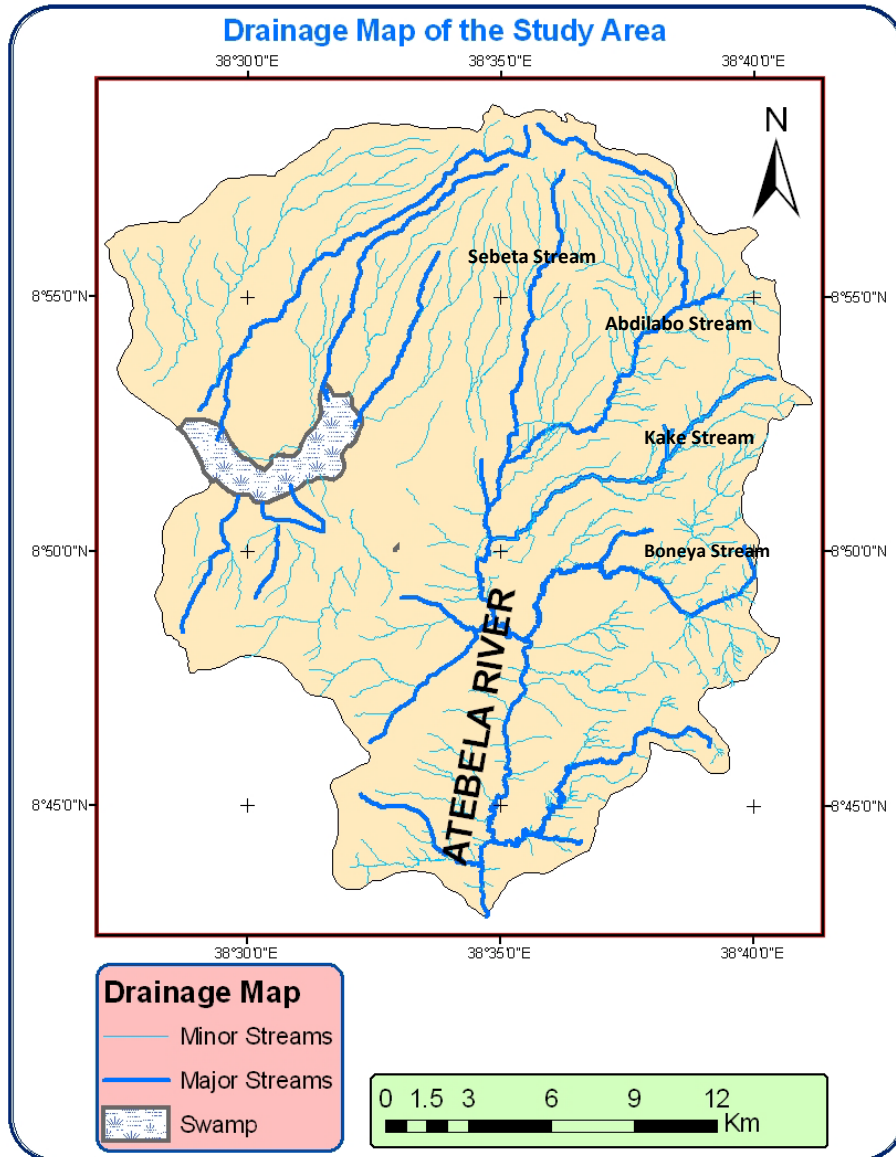 Drainage Map of the Study Area
38°30'0"E 38°35'0"E 38°40'0"E
N
Sebeta Stream
8°55'0"N 8°55'0"N
Abdilabo Stream
Kake Stream
8°50'0"N Boneya Stream 8°50'0"N
ATEBELA RIVER
8°45'0"N 8°45'0"N
38°30'0"E 38°35'0"E 38°40'0"E
Drainage Map
Minor Streams
Major Streams
Swamp
0 1.5 3 6 9 12
Km